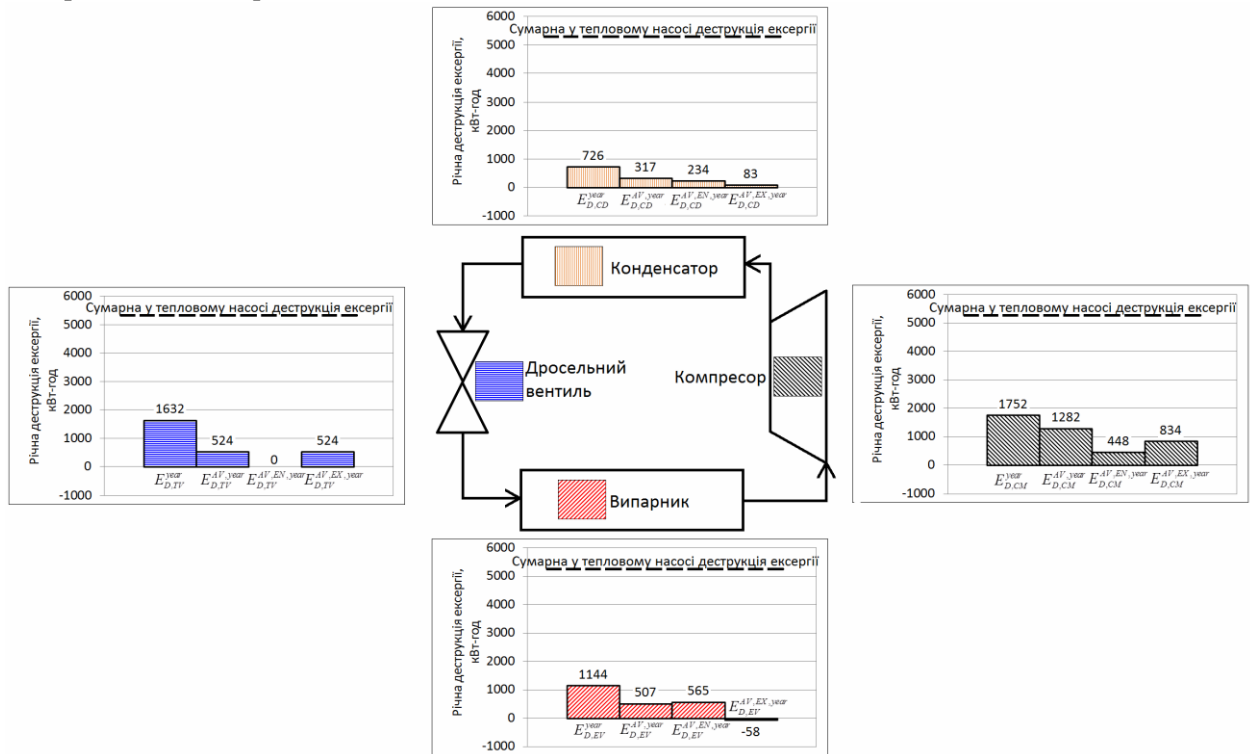 Сумарна у тепловому насосі деструкція ексергії
Річна деструкція ексергії,
кВт-год
6000
5000
4000
3000
2000
1000
0
-1000
726
317
234
83
E_{D,CD}^{year}
E_{D,CD}^{AV,year}
E_{D,CD}^{AV,EN,year}
E_{D,CD}^{AV,EX,year}
Конденсатор
Сумарна у тепловому насосі деструкція ексергії
Річна деструкція ексергії,
кВт-год
6000
5000
4000
3000
2000
1000
0
-1000
1632
524
0
524
E_{D,TV}^{year}
E_{D,TV}^{AV,year}
E_{D,TV}^{AV,EN,year}
E_{D,TV}^{AV,EX,year}
Дросельний
вентиль
Компресор
Сумарна у тепловому насосі деструкція ексергії
Річна деструкція ексергії,
кВт-год
6000
5000
4000
3000
2000
1000
0
-1000
1752
1282
448
834
E_{D,CM}^{year}
E_{D,CM}^{AV,year}
E_{D,CM}^{AV,EN,year}
E_{D,CM}^{AV,EX,year}
Випарник
Сумарна у тепловому насосі деструкція ексергії
Річна деструкція ексергії,
кВт-год
6000
5000
4000
3000
2000
1000
0
-1000
1144
507
565
-58
E_{D,EV}^{year}
E_{D,EV}^{AV,year}
E_{D,EV}^{AV,EN,year}
E_{D,EV}^{AV,EX,year}